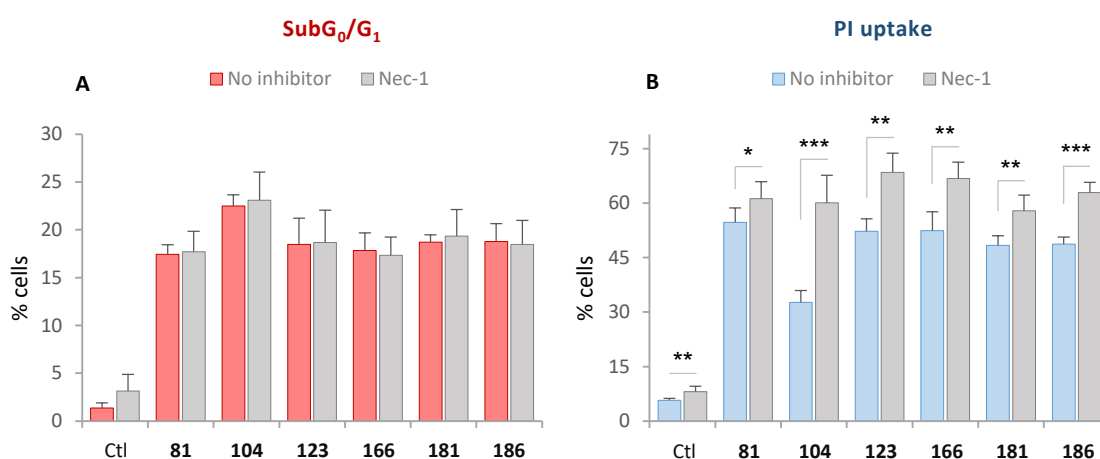 SubG₀/G₁
A
No inhibitor Nec-1
30
25
20
15
10
5
0
% cells
Ctl 81 104 123 166 181 186
PI uptake
B
No inhibitor Nec-1
75
60
45
30
15
0
% cells
** * *** ** ** ** ***
Ctl 81 104 123 166 181 186